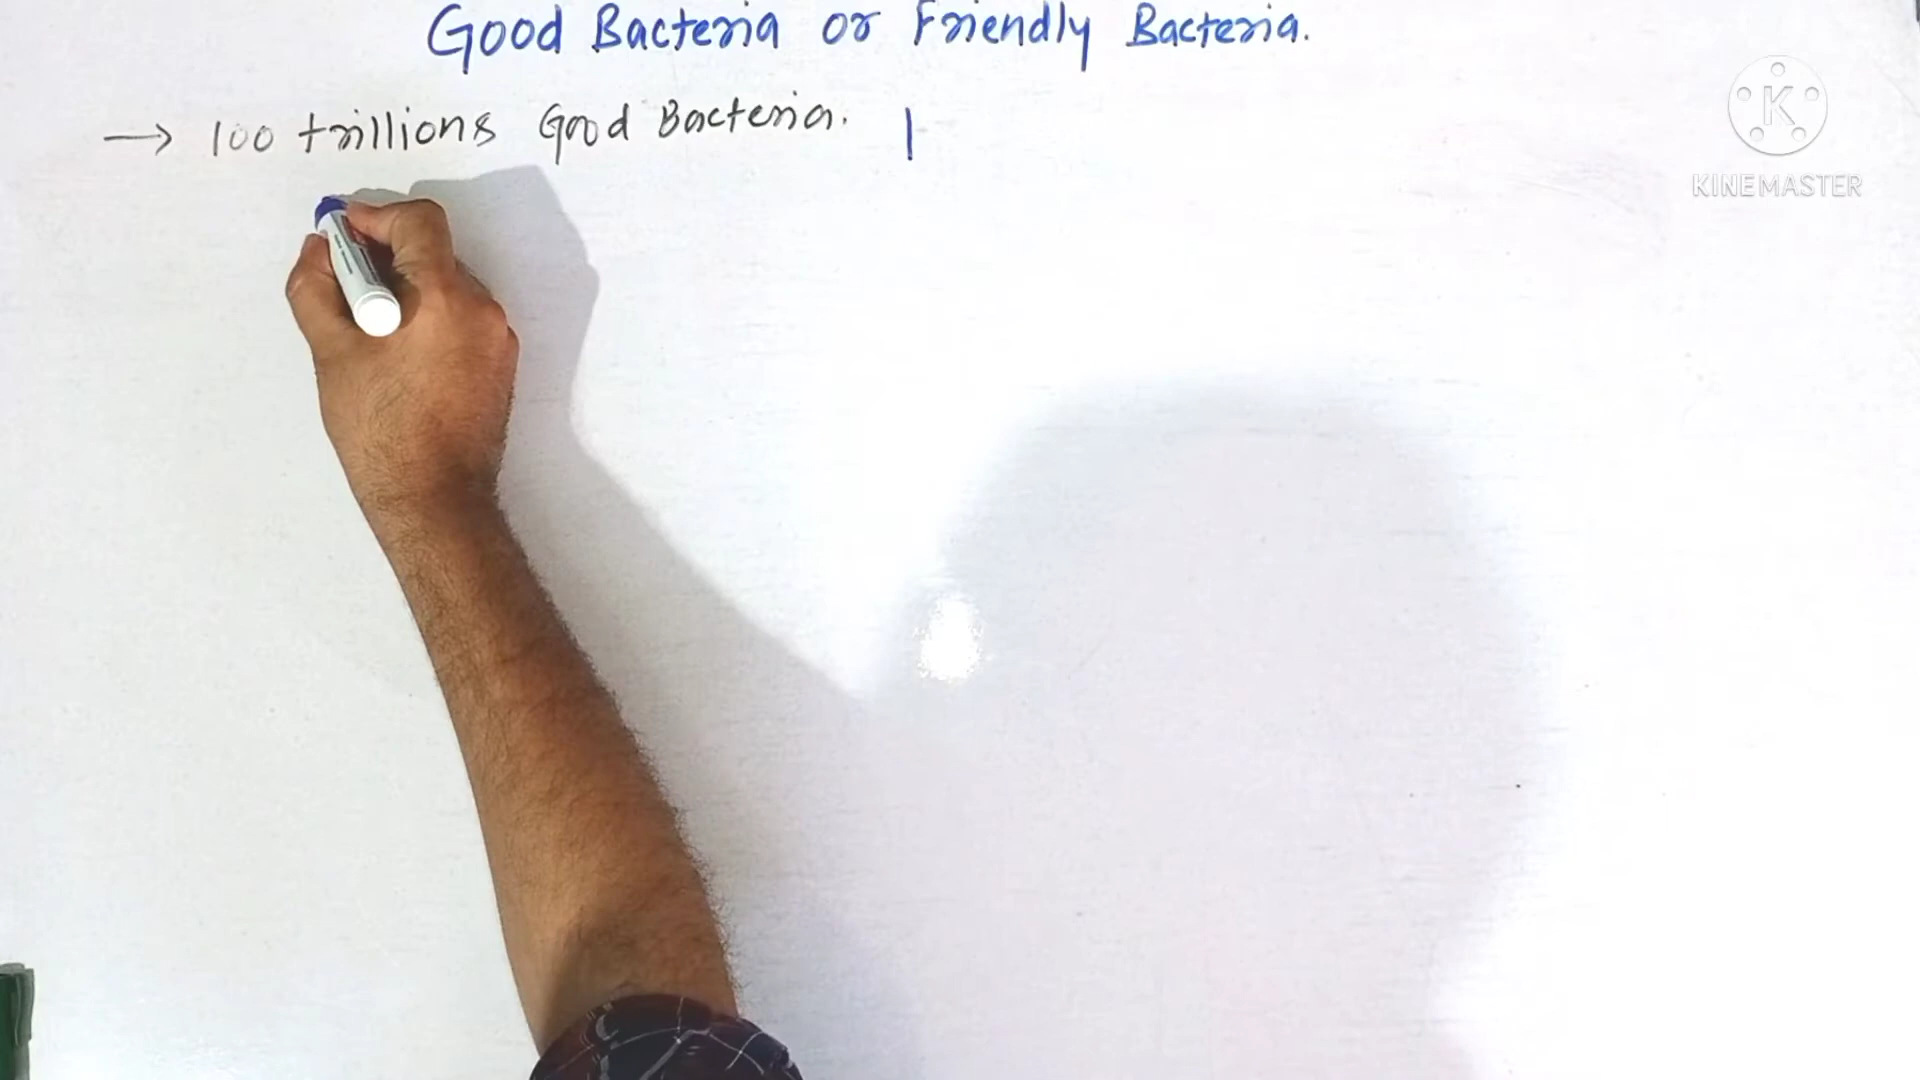 Good Bacteria or Friendly Bacteria.
→ 100 trillions Good Bacteria. |
K
KINEMASTER